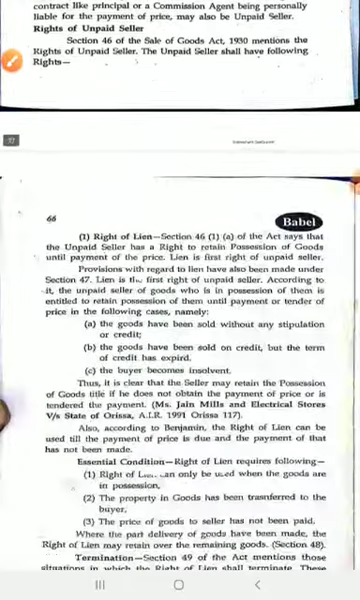 contract like principal or a Commission Agent being personally
liable for the payment of price, may also be Unpaid Seller.
Rights of Unpaid Seller
Section 46 of the Sale of Goods Act, 1930 mentions the
Rights of Unpaid Seller. The Unpaid Seller shall have following
Rights—
77
66
Babel
(1) Right of Lien—Section 46 (1) (a) of the Act says that
the Unpaid Seller has a Right to retain Possession of Goods
until payment of the price. Lien is first right of unpaid seller.
Provisions with regard to lien have also been made under
Section 47. Lien is the first right of unpaid seller. According to
it, the unpaid seller of goods who is in possession of them is
entitled to retain possession of them until payment or tender of
price in the following cases, namely:
(a) the goods have been sold without any stipulation
or credit;
(b) the goods have been sold on credit, but the term
of credit has expird.
(c) the buyer becomes insolvent.
Thus, it is clear that the Seller may retain the Possession
of Goods title if he does not obtain the payment of price or is
tendered the payment. (Ms. Jain Mills and Electrical Stores
V/s State of Orissa, A.I.R. 1991 Orissa 117).
Also, according to Benjamin, the Right of Lien can be
used till the payment of price is due and the payment of that
has not been made.
Essential Condition—Right of Lien requires following—
(1) Right of Lien can only be used when the goods are
in possession,
(2) The property in Goods has been trasnferred to the
buyer,
(3) The price of goods to seller has not been paid.
Where the part delivery of goods have been made, the
Right of Lien may retain over the remaining goods. (Section 48).
Termination—Section 49 of the Act mentions those
situations in which the Right of Lien shall terminate. These